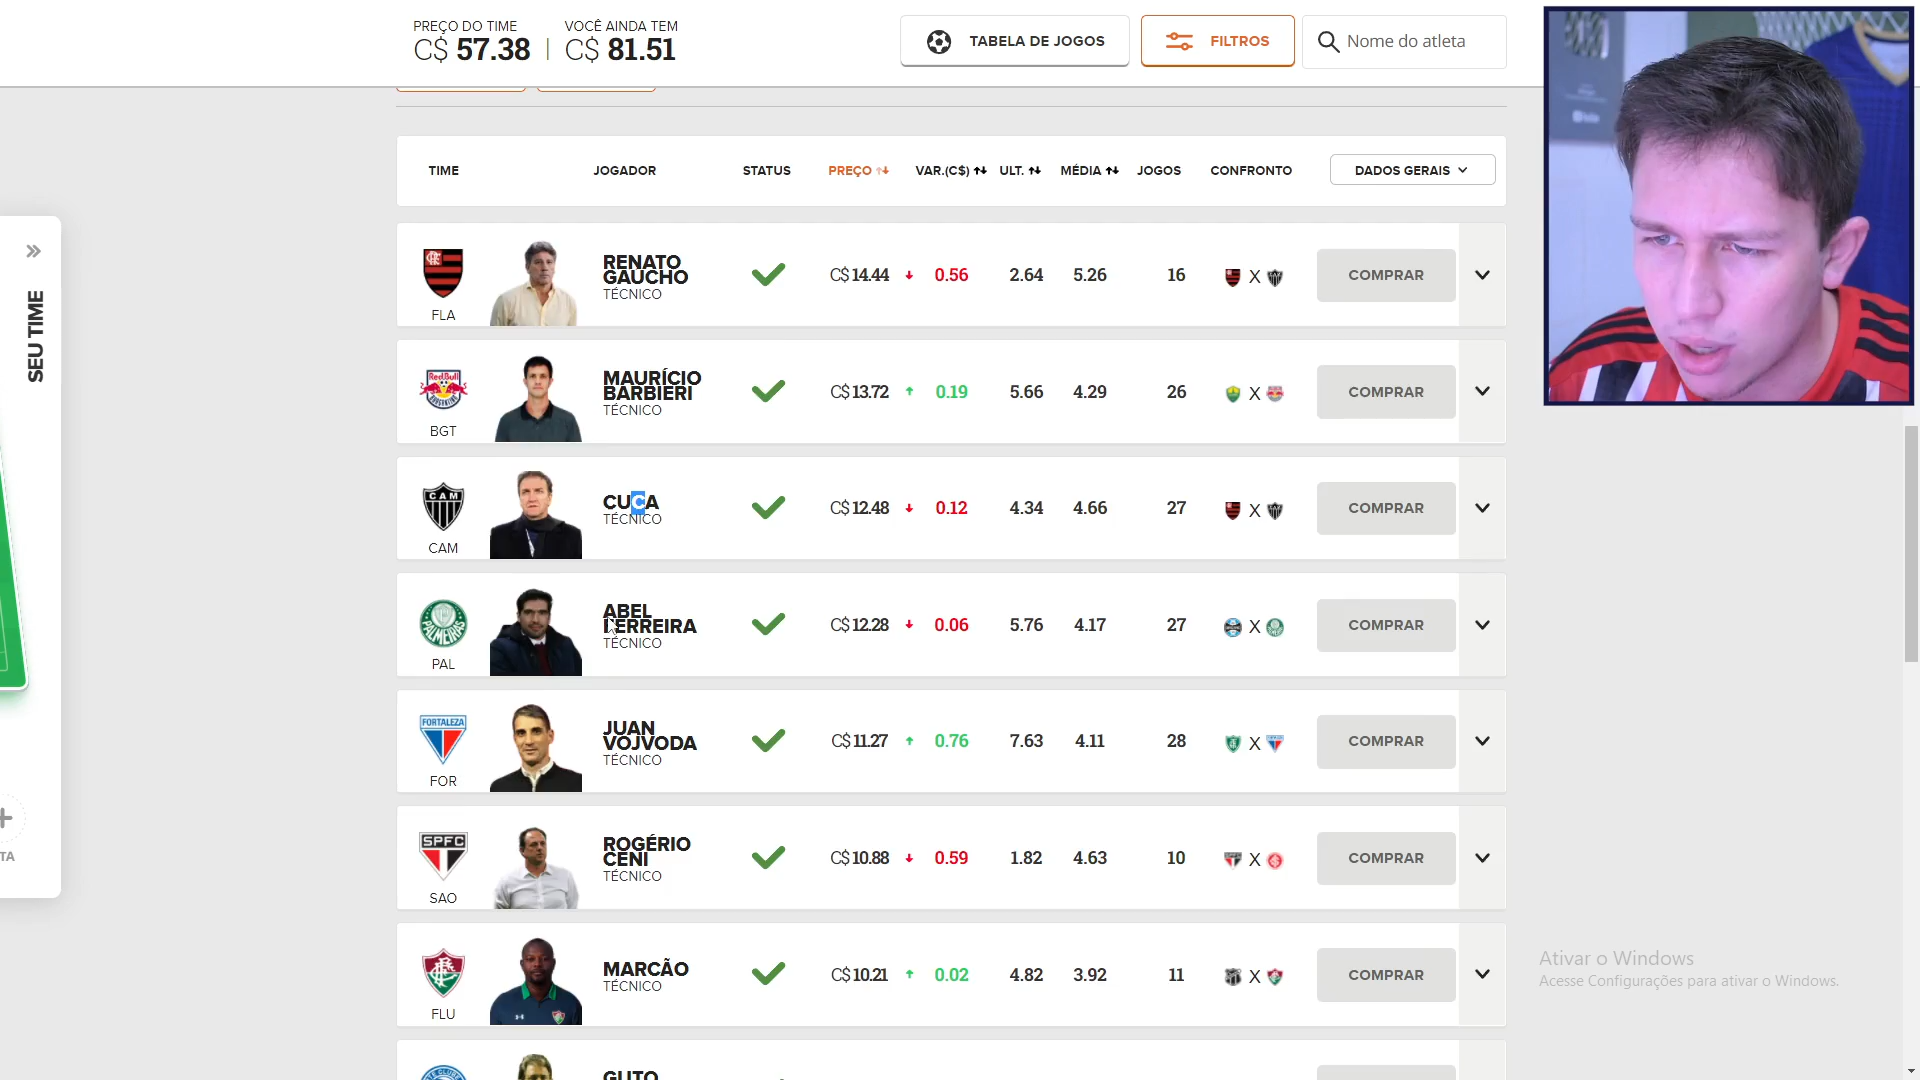 PREÇO DO TIME VOCÊ AINDA TEM
C$ 57.38 | C$ 81.51
TABELA DE JOGOS
FILTROS
Nome do atleta
TIME JOGADOR STATUS PREÇO VAR.(C$) ULT. MÉDIA JOGOS CONFRONTO DADOS GERAIS
SEU TIME
TA
FLA
RENATO
GAUCHO
TÉCNICO
C$ 14.44 0.56 2.64 5.26 16 X COMPRAR
BGT
MAURÍCIO
BARBIERI
TÉCNICO
C$ 13.72 0.19 5.66 4.29 26 X COMPRAR
CAM
CAM
CUCA
TÉCNICO
C$ 12.48 0.12 4.34 4.66 27 X COMPRAR
PALMEIRAS
PAL
ABEL
FERREIRA
TÉCNICO
C$ 12.28 0.06 5.76 4.17 27 X COMPRAR
FORTALEZA
FOR
JUAN
VOJVODA
TÉCNICO
C$ 11.27 0.76 7.63 4.11 28 X COMPRAR
SPFC
SAO
ROGÉRIO
CENI
TÉCNICO
C$ 10.88 0.59 1.82 4.63 10 X COMPRAR
FLU
MARCÃO
TÉCNICO
C$ 10.21 0.02 4.82 3.92 11 X COMPRAR
GUTO
Ativar o Windows
Acesse Configurações para ativar o Windows.